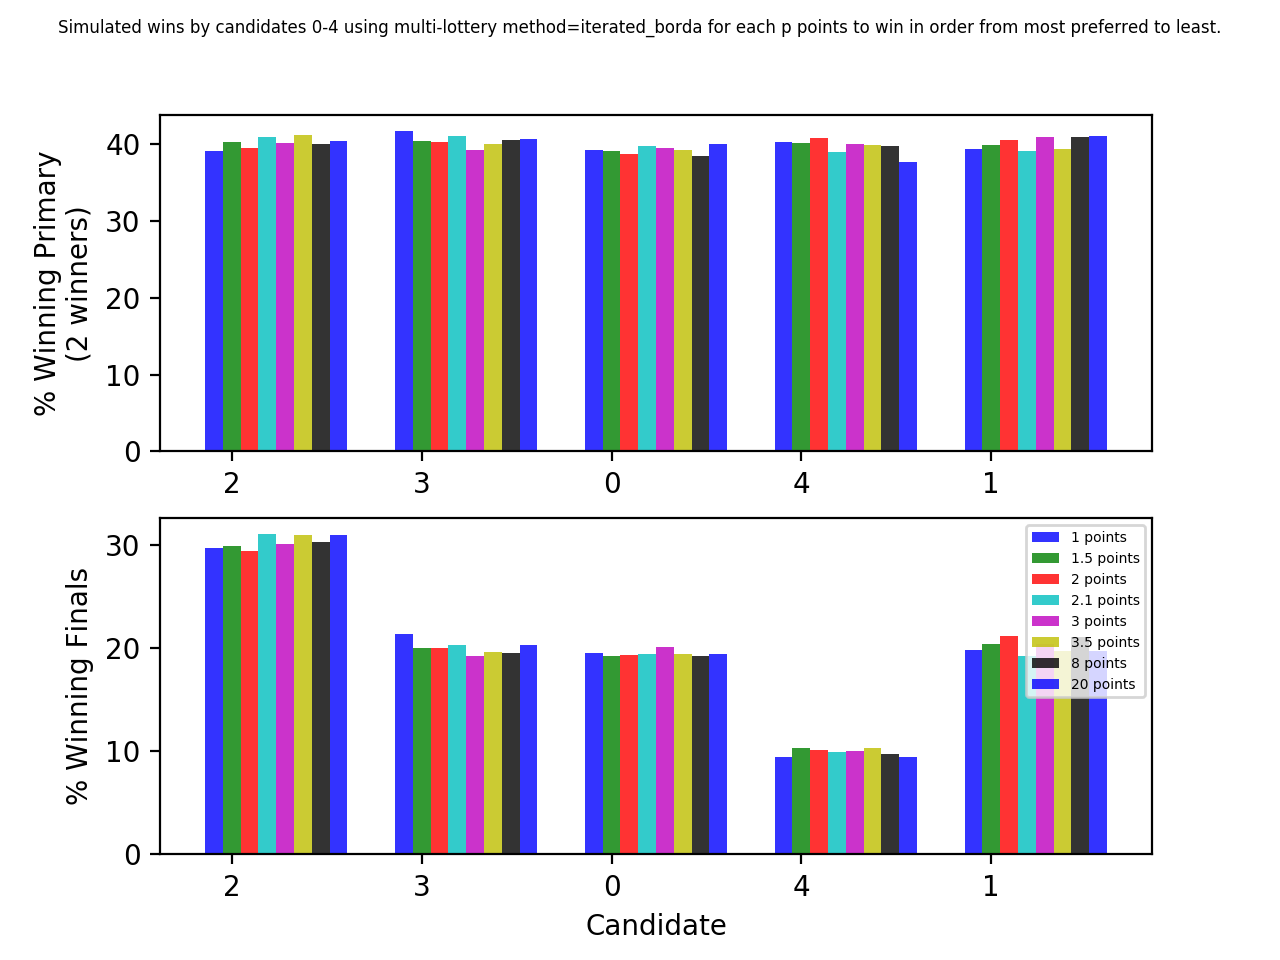 Simulated wins by candidates 0-4 using multi-lottery method=iterated_borda for each p points to win in order from most preferred to least.
% Winning Primary
(2 winners)
40
30
20
10
0
2 3 0 4 1
% Winning Finals
30
20
10
0
1 points
1.5 points
2 points
2.1 points
3 points
3.5 points
8 points
20 points
2 3 0 4 1
Candidate